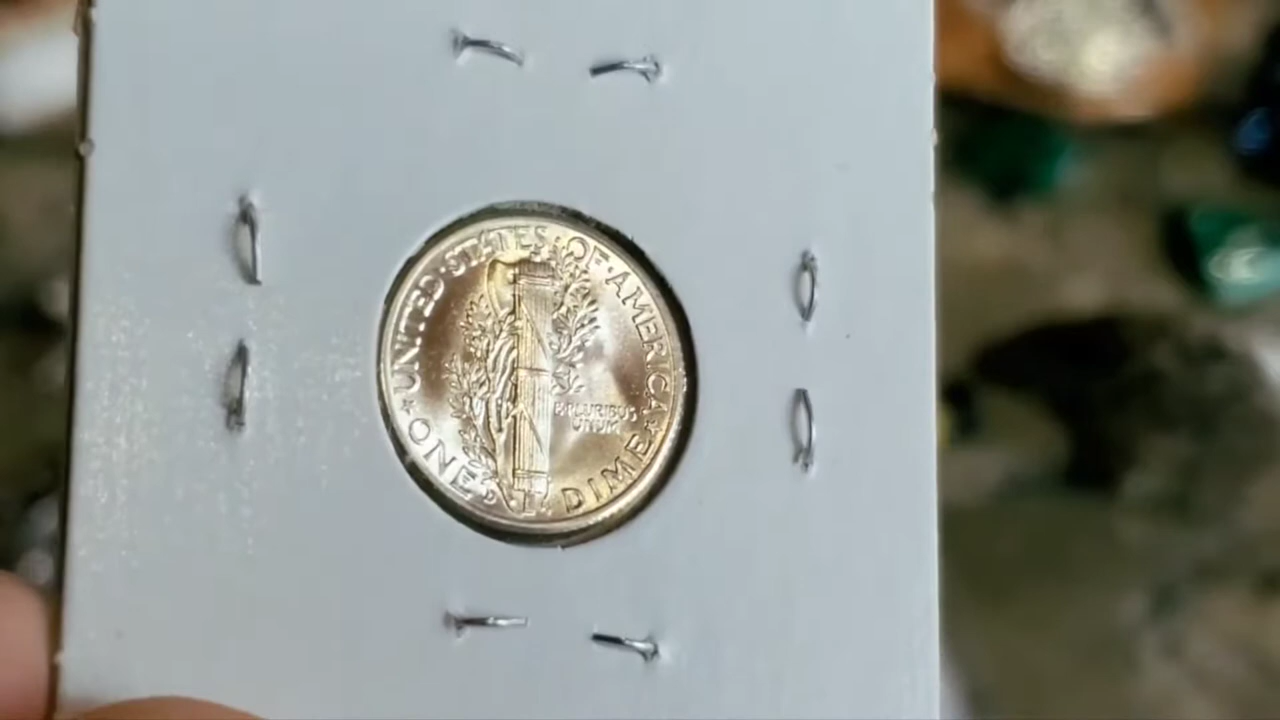 UNITED·STATES·OF·AMERICA
E·PLURIBUS
UNUM
ONE DIME
D